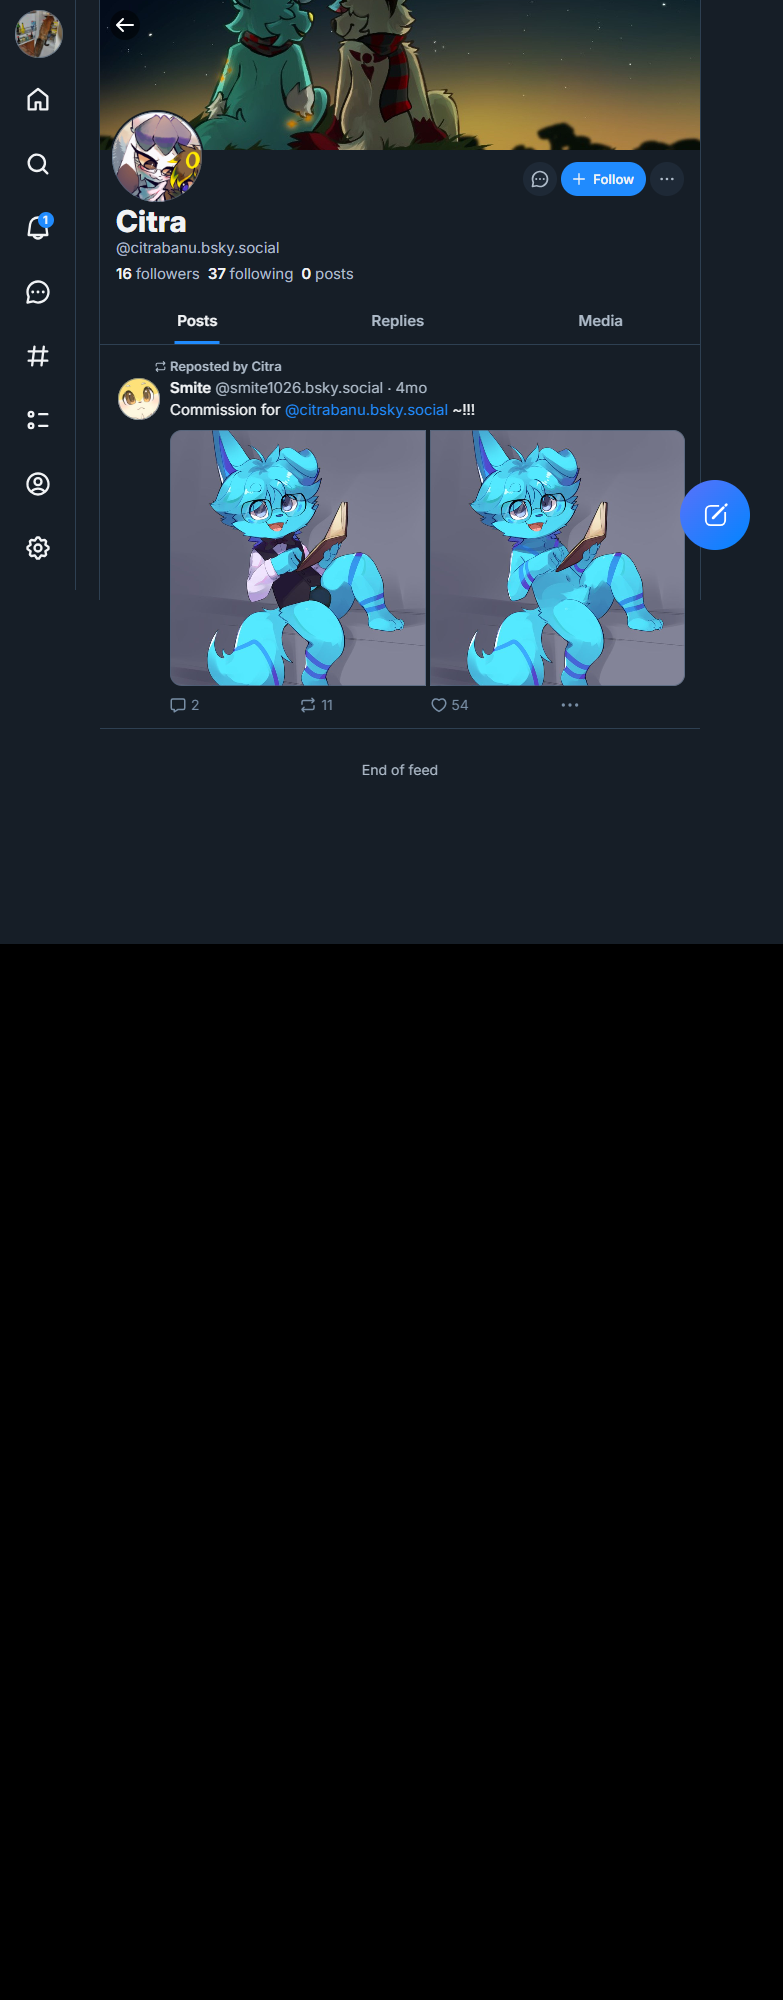 1
Follow
Citra
@citrabanu.bsky.social
16 followers 37 following 0 posts
Posts Replies Media
Reposted by Citra
Smite @smite1026.bsky.social · 4mo
Commission for @citrabanu.bsky.social ~!!!
2 11 54
End of feed